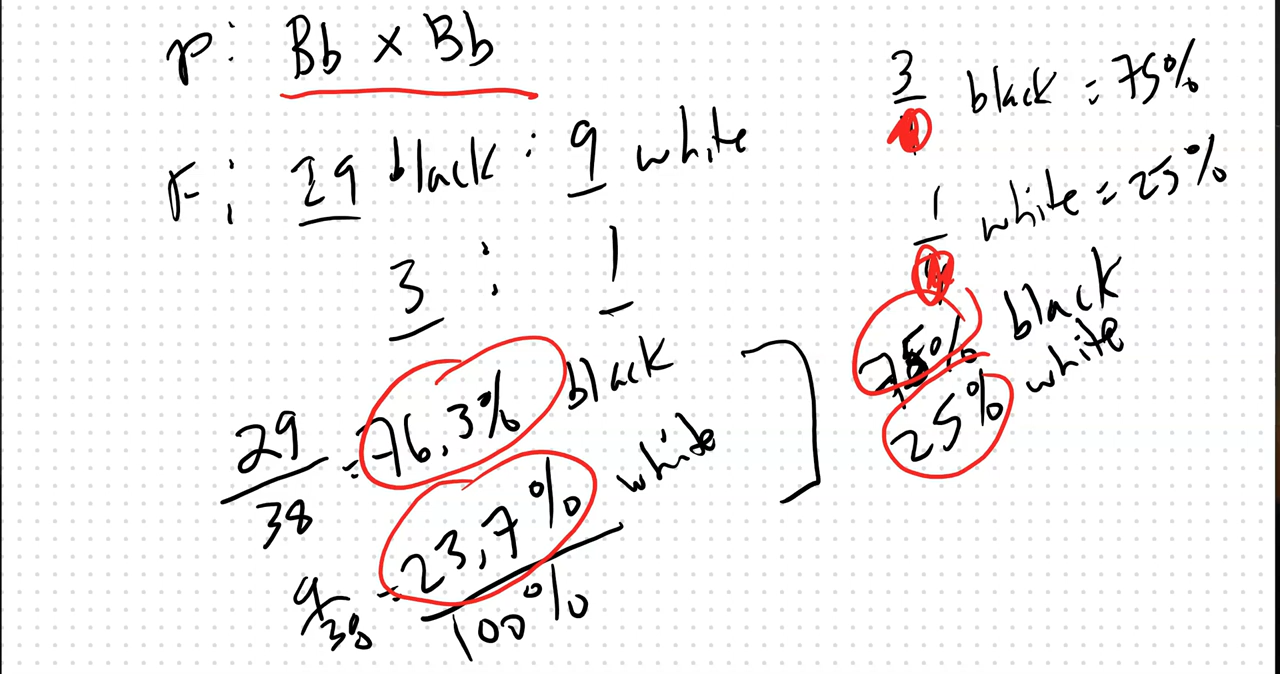 P: Bb × Bb
F: 29 black : 9 white
3 : 1
29/38 = 76,3% black
9/38 = 23,7% white
100%
3/4 black = 75%
1/4 white = 25%
75% black
25% white